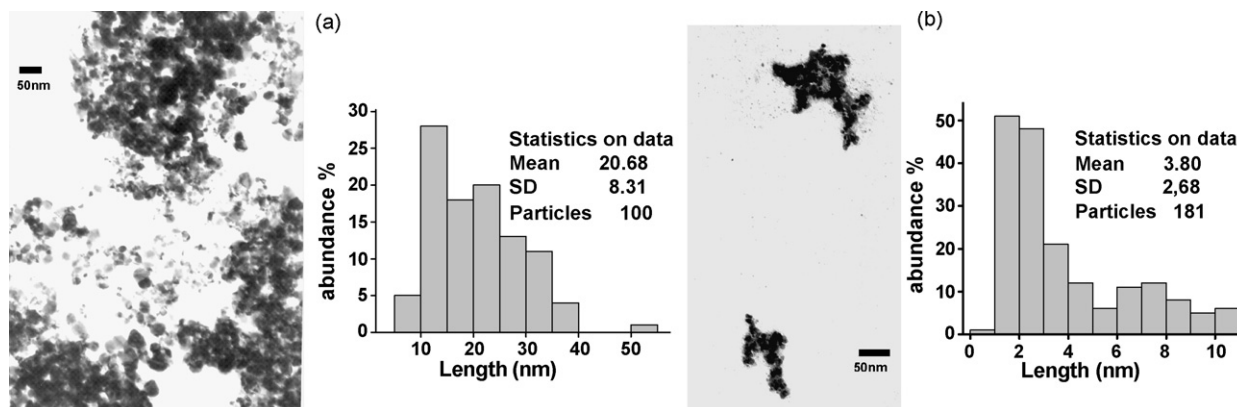 (a)
50nm
abundance %
30
25
20
15
10
5
0
Statistics on data
Mean 20.68
SD 8.31
Particles 100
10 20 30 40 50
Length (nm)
50nm
(b)
abundance %
50
40
30
20
10
0
Statistics on data
Mean 3.80
SD 2,68
Particles 181
0 2 4 6 8 10
Length (nm)